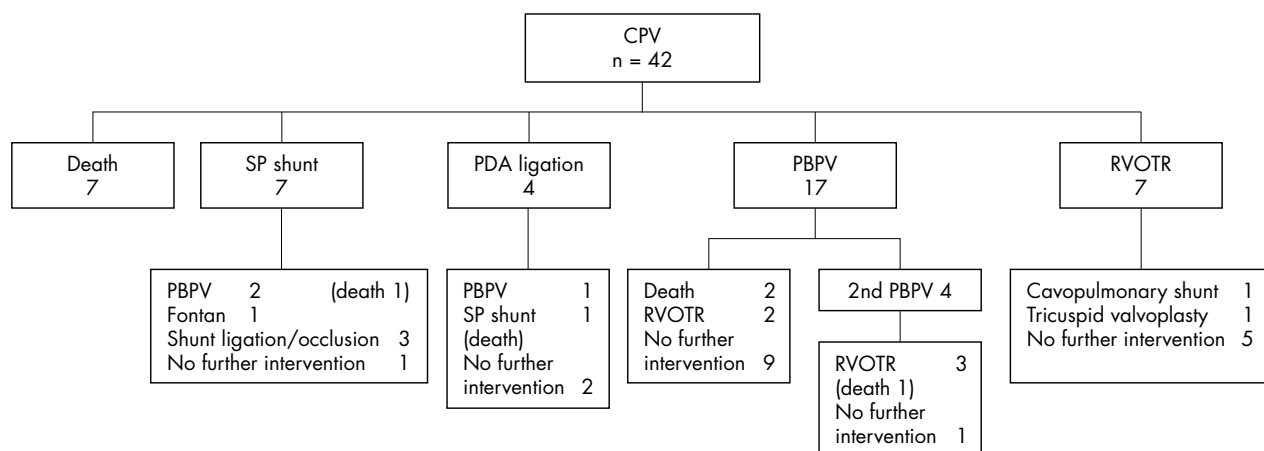 CPV
n = 42
Death
7
SP shunt
7
PDA ligation
4
PBPV
17
RVOTR
7
PBPV 2 (death 1)
Fontan 1
Shunt ligation/occlusion 3
No further intervention 1
PBPV 1
SP shunt 1
(death)
No further
intervention 2
Death 2
RVOTR 2
No further
intervention 9
2nd PBPV 4
RVOTR 3
(death 1)
No further
intervention 1
Cavopulmonary shunt 1
Tricuspid valvoplasty 1
No further intervention 5